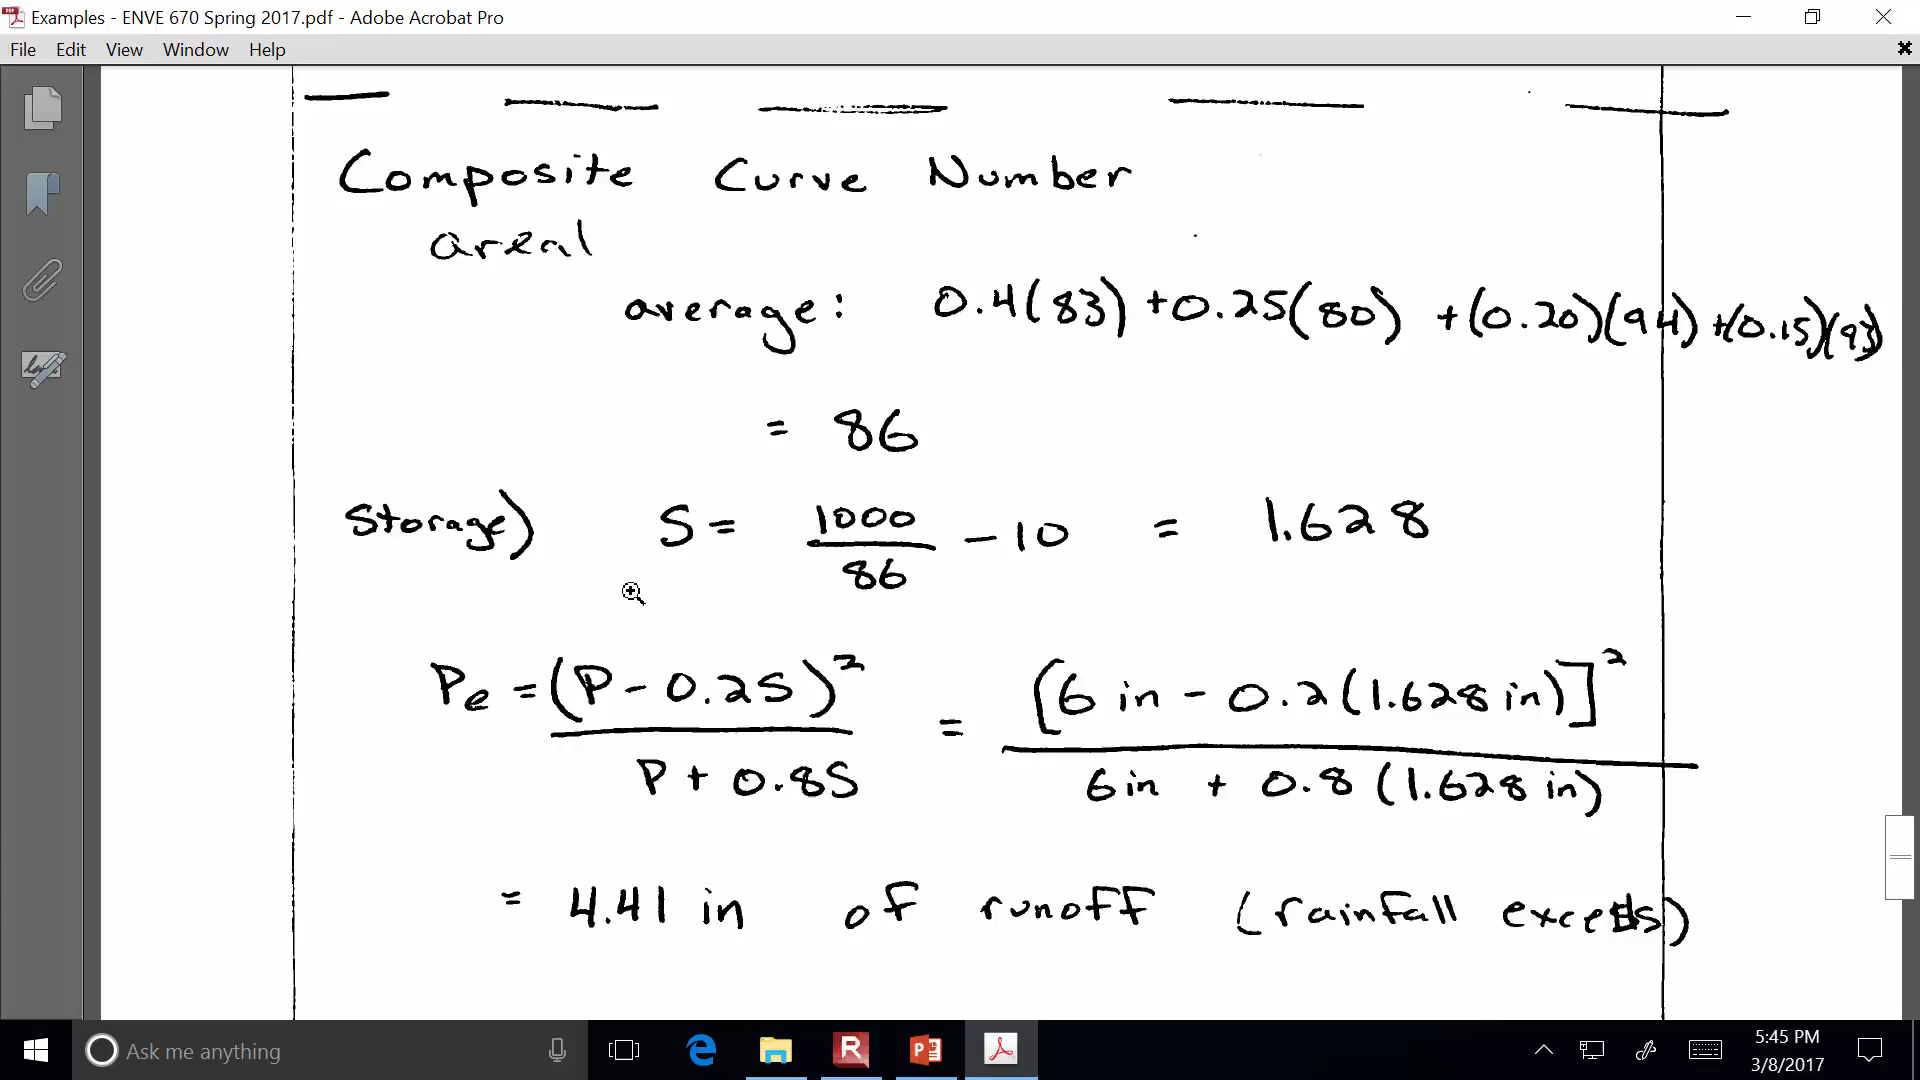 Examples - ENVE 670 Spring 2017.pdf - Adobe Acrobat Pro
File Edit View Window Help
Composite Curve Number
areal
average: 0.4(83) +0.25(80) +(0.20)(94) +(0.15)(93)
= 86
Storage) S = 1000/86 - 10 = 1.628
Pe = (P - 0.2S)²/P + 0.8S = [6 in - 0.2(1.628 in)]²/6in + 0.8 (1.628 in)
= 4.41 in of runoff (rainfall
Ask me anything
5:45 PM
3/8/2017